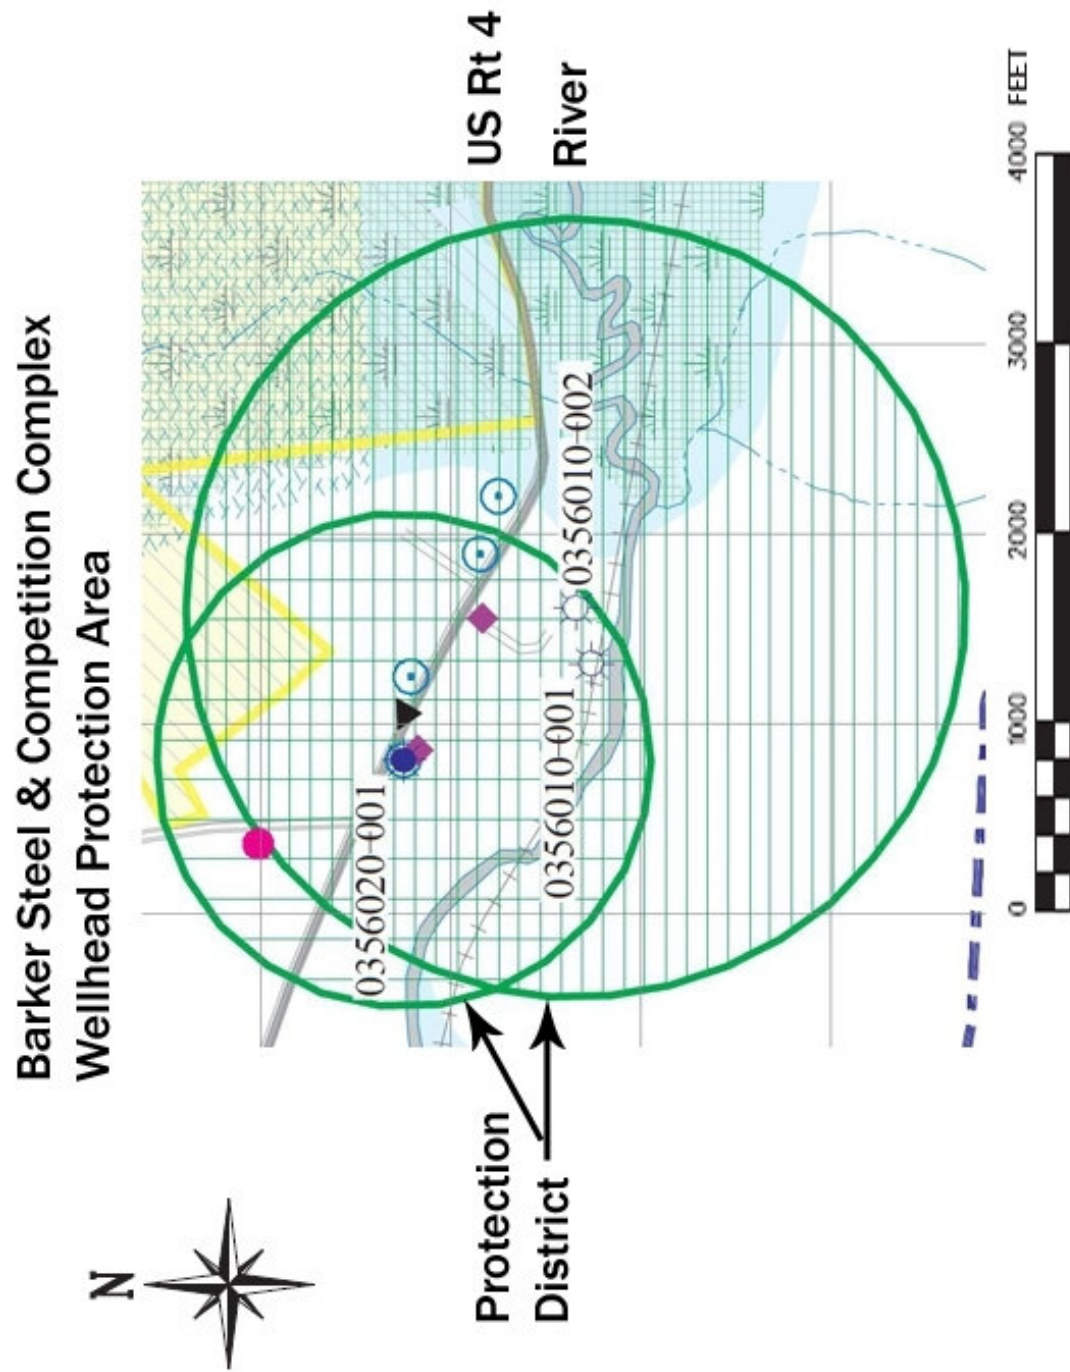 Barker Steel & Competition Complex
Wellhead Protection Area
N
US Rt 4
River
0356020-001
0356010-002
0356010-001
Protection
District
0 1000 2000 3000 4000 FEET